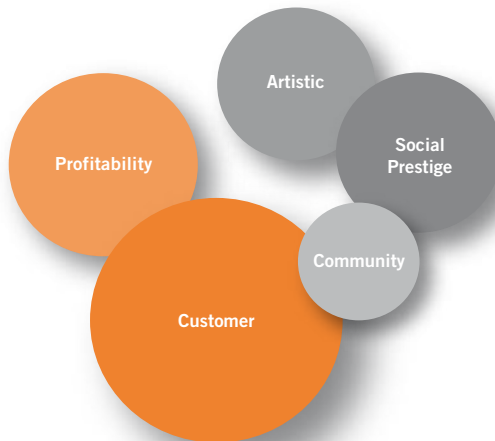 Artistic
Social
Prestige
Profitability
Community
Customer